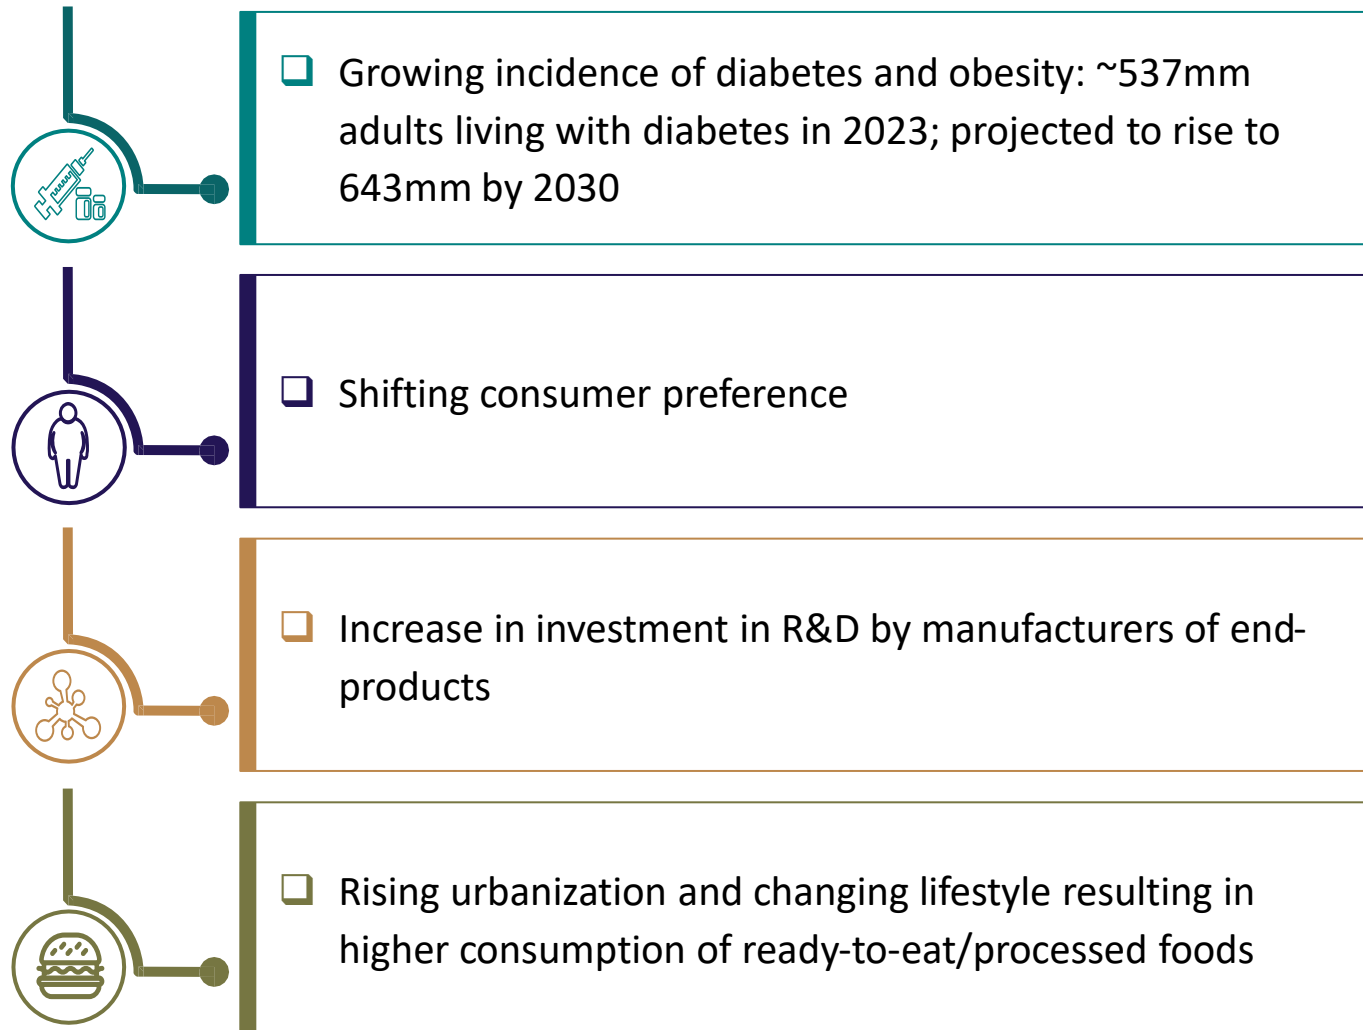 Growing incidence of diabetes and obesity: ~537mm
adults living with diabetes in 2023; projected to rise to
643mm by 2030
Shifting consumer preference
Increase in investment in R&D by manufacturers of end-
products
Rising urbanization and changing lifestyle resulting in
higher consumption of ready-to-eat/processed foods